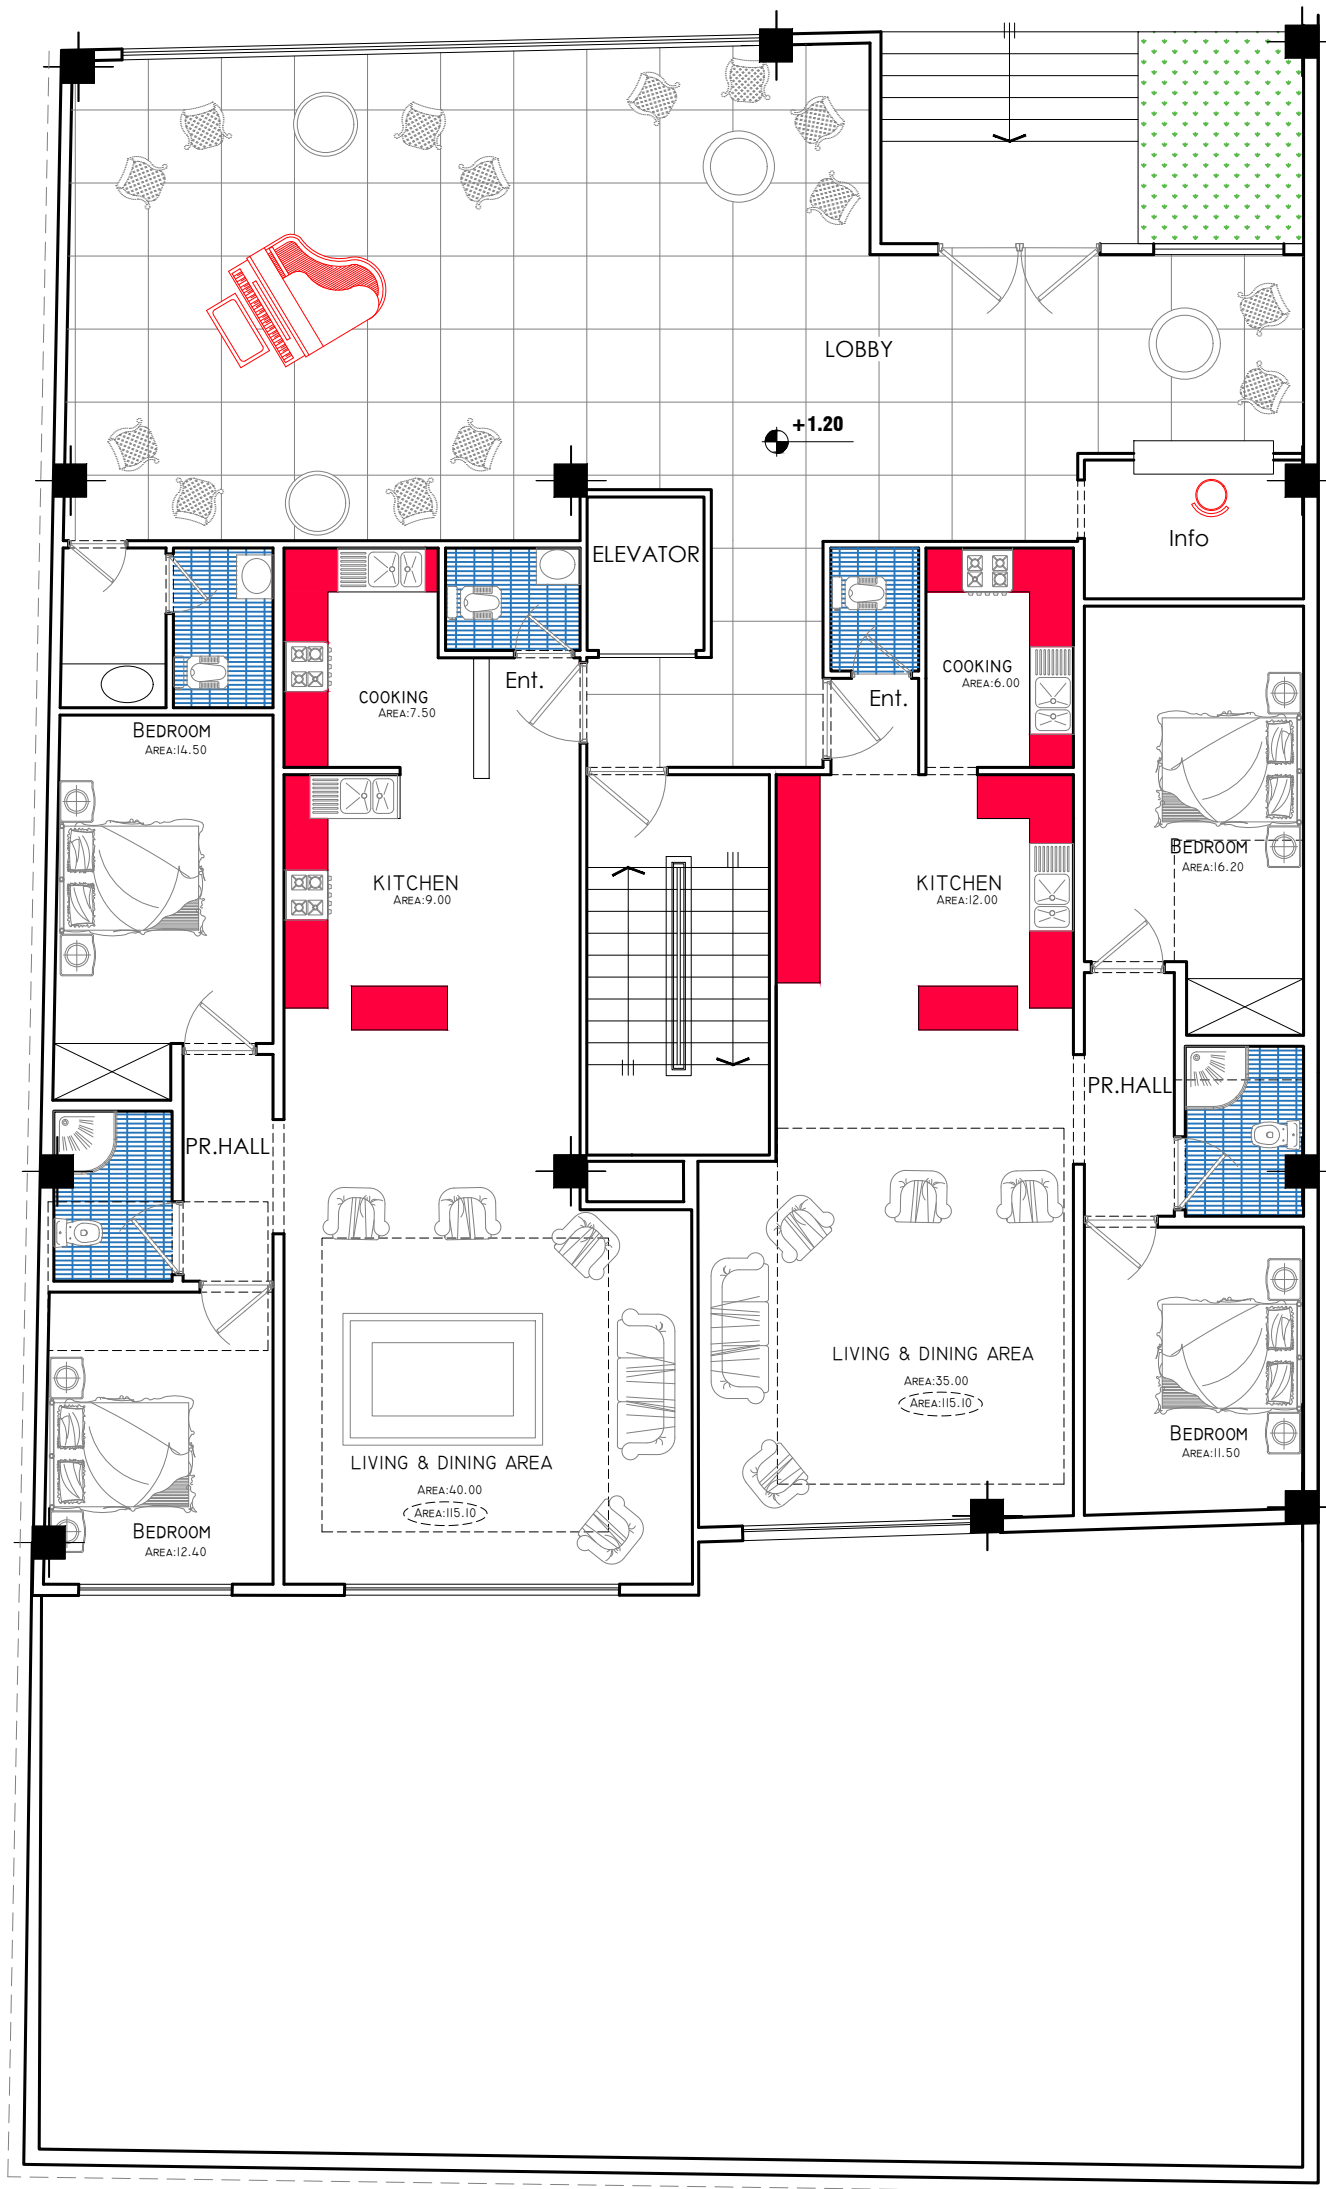 LOBBY
+1.20
Info
ELEVATOR
Ent.
COOKING
AREA:7.50
COOKING
AREA:6.00
Ent.
BEDROOM
AREA:14.50
BEDROOM
AREA:16.20
KITCHEN
AREA:9.00
KITCHEN
AREA:12.00
PR.HALL
PR.HALL
LIVING & DINING AREA
AREA:35.00
AREA:115.10
BEDROOM
AREA:11.50
LIVING & DINING AREA
AREA:40.00
AREA:115.10
BEDROOM
AREA:12.40